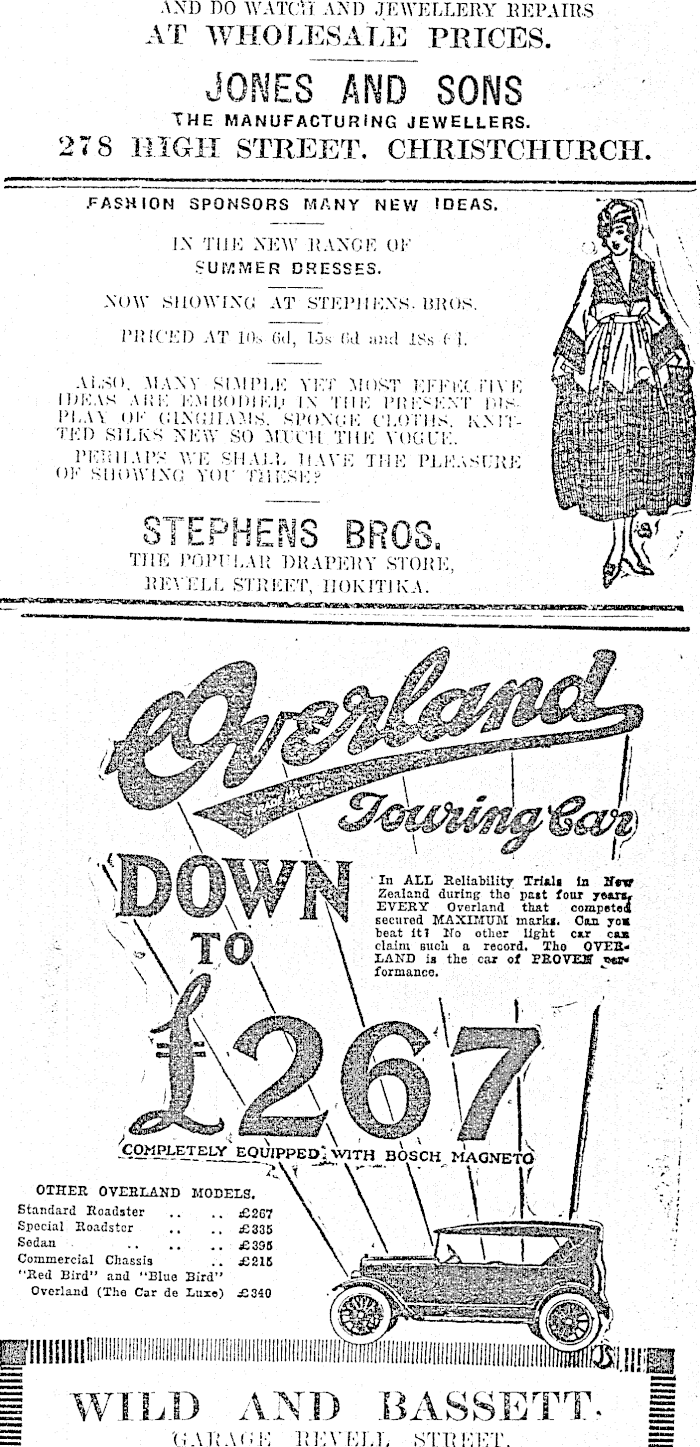 AND DO WATCH AND JEWELLERY REPAIRS
AT WHOLESALE PRICES.
JONES AND SONS
THE MANUFACTURING JEWELLERS.
278 HIGH STREET. CHRISTCHURCH.
FASHION SPONSORS MANY NEW IDEAS.
IN THE NEW RANGE OF
SUMMER DRESSES.
NOW SHOWING AT STEPHENS BROS.
PRICED AT 10s 6d, 15s 6d and 18s 6d.
ALSO, MANY SIMPLE YET MOST EFFECTIVE
IDEAS ARE EMBODIED IN THE PRESENT DIS-
PLAY OF GINGHAMS, SPONGE CLOTHS, KNIT-
TED SILKS NEW SO MUCH THE VOGUE.
PERHAPS WE SHALL HAVE THE PLEASURE
OF SHOWING YOU THESE?
STEPHENS BROS.
THE POPULAR DRAPERY STORE,
REVELL STREET, HOKITIKA.
Overland
Touring Car
DOWN
TO
£267
In ALL Reliability Trials in New
Zealand during the past four years,
EVERY Overland that competed
secured MAXIMUM marks. Can you
beat it? No other light car can
claim such a record. The OVER-
LAND is the car of PROVEN per-
formance.
COMPLETELY EQUIPPED, WITH BOSCH MAGNETO
OTHER OVERLAND MODELS.
Standard Roadster .. .. £267
Special Roadster .. .. £335
Sedan .. .. .. £395
Commercial Chassis .. £215
"Red Bird" and "Blue Bird"
Overland (The Car de Luxe) £340
WILD AND BASSETT.
GARAGE REVELL STREET.